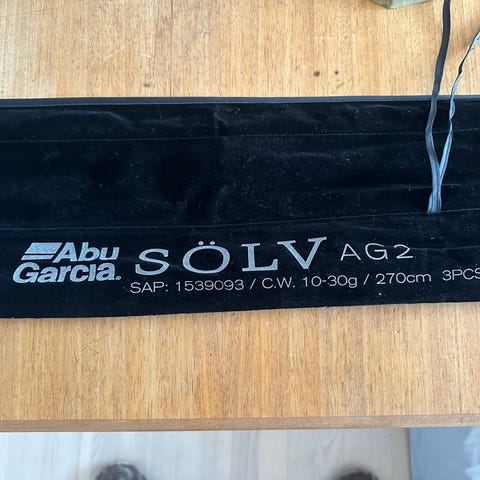 Abu Garcia® SÖLV AG2
SAP: 1539093 / C.W. 10-30g / 270cm 3PCS